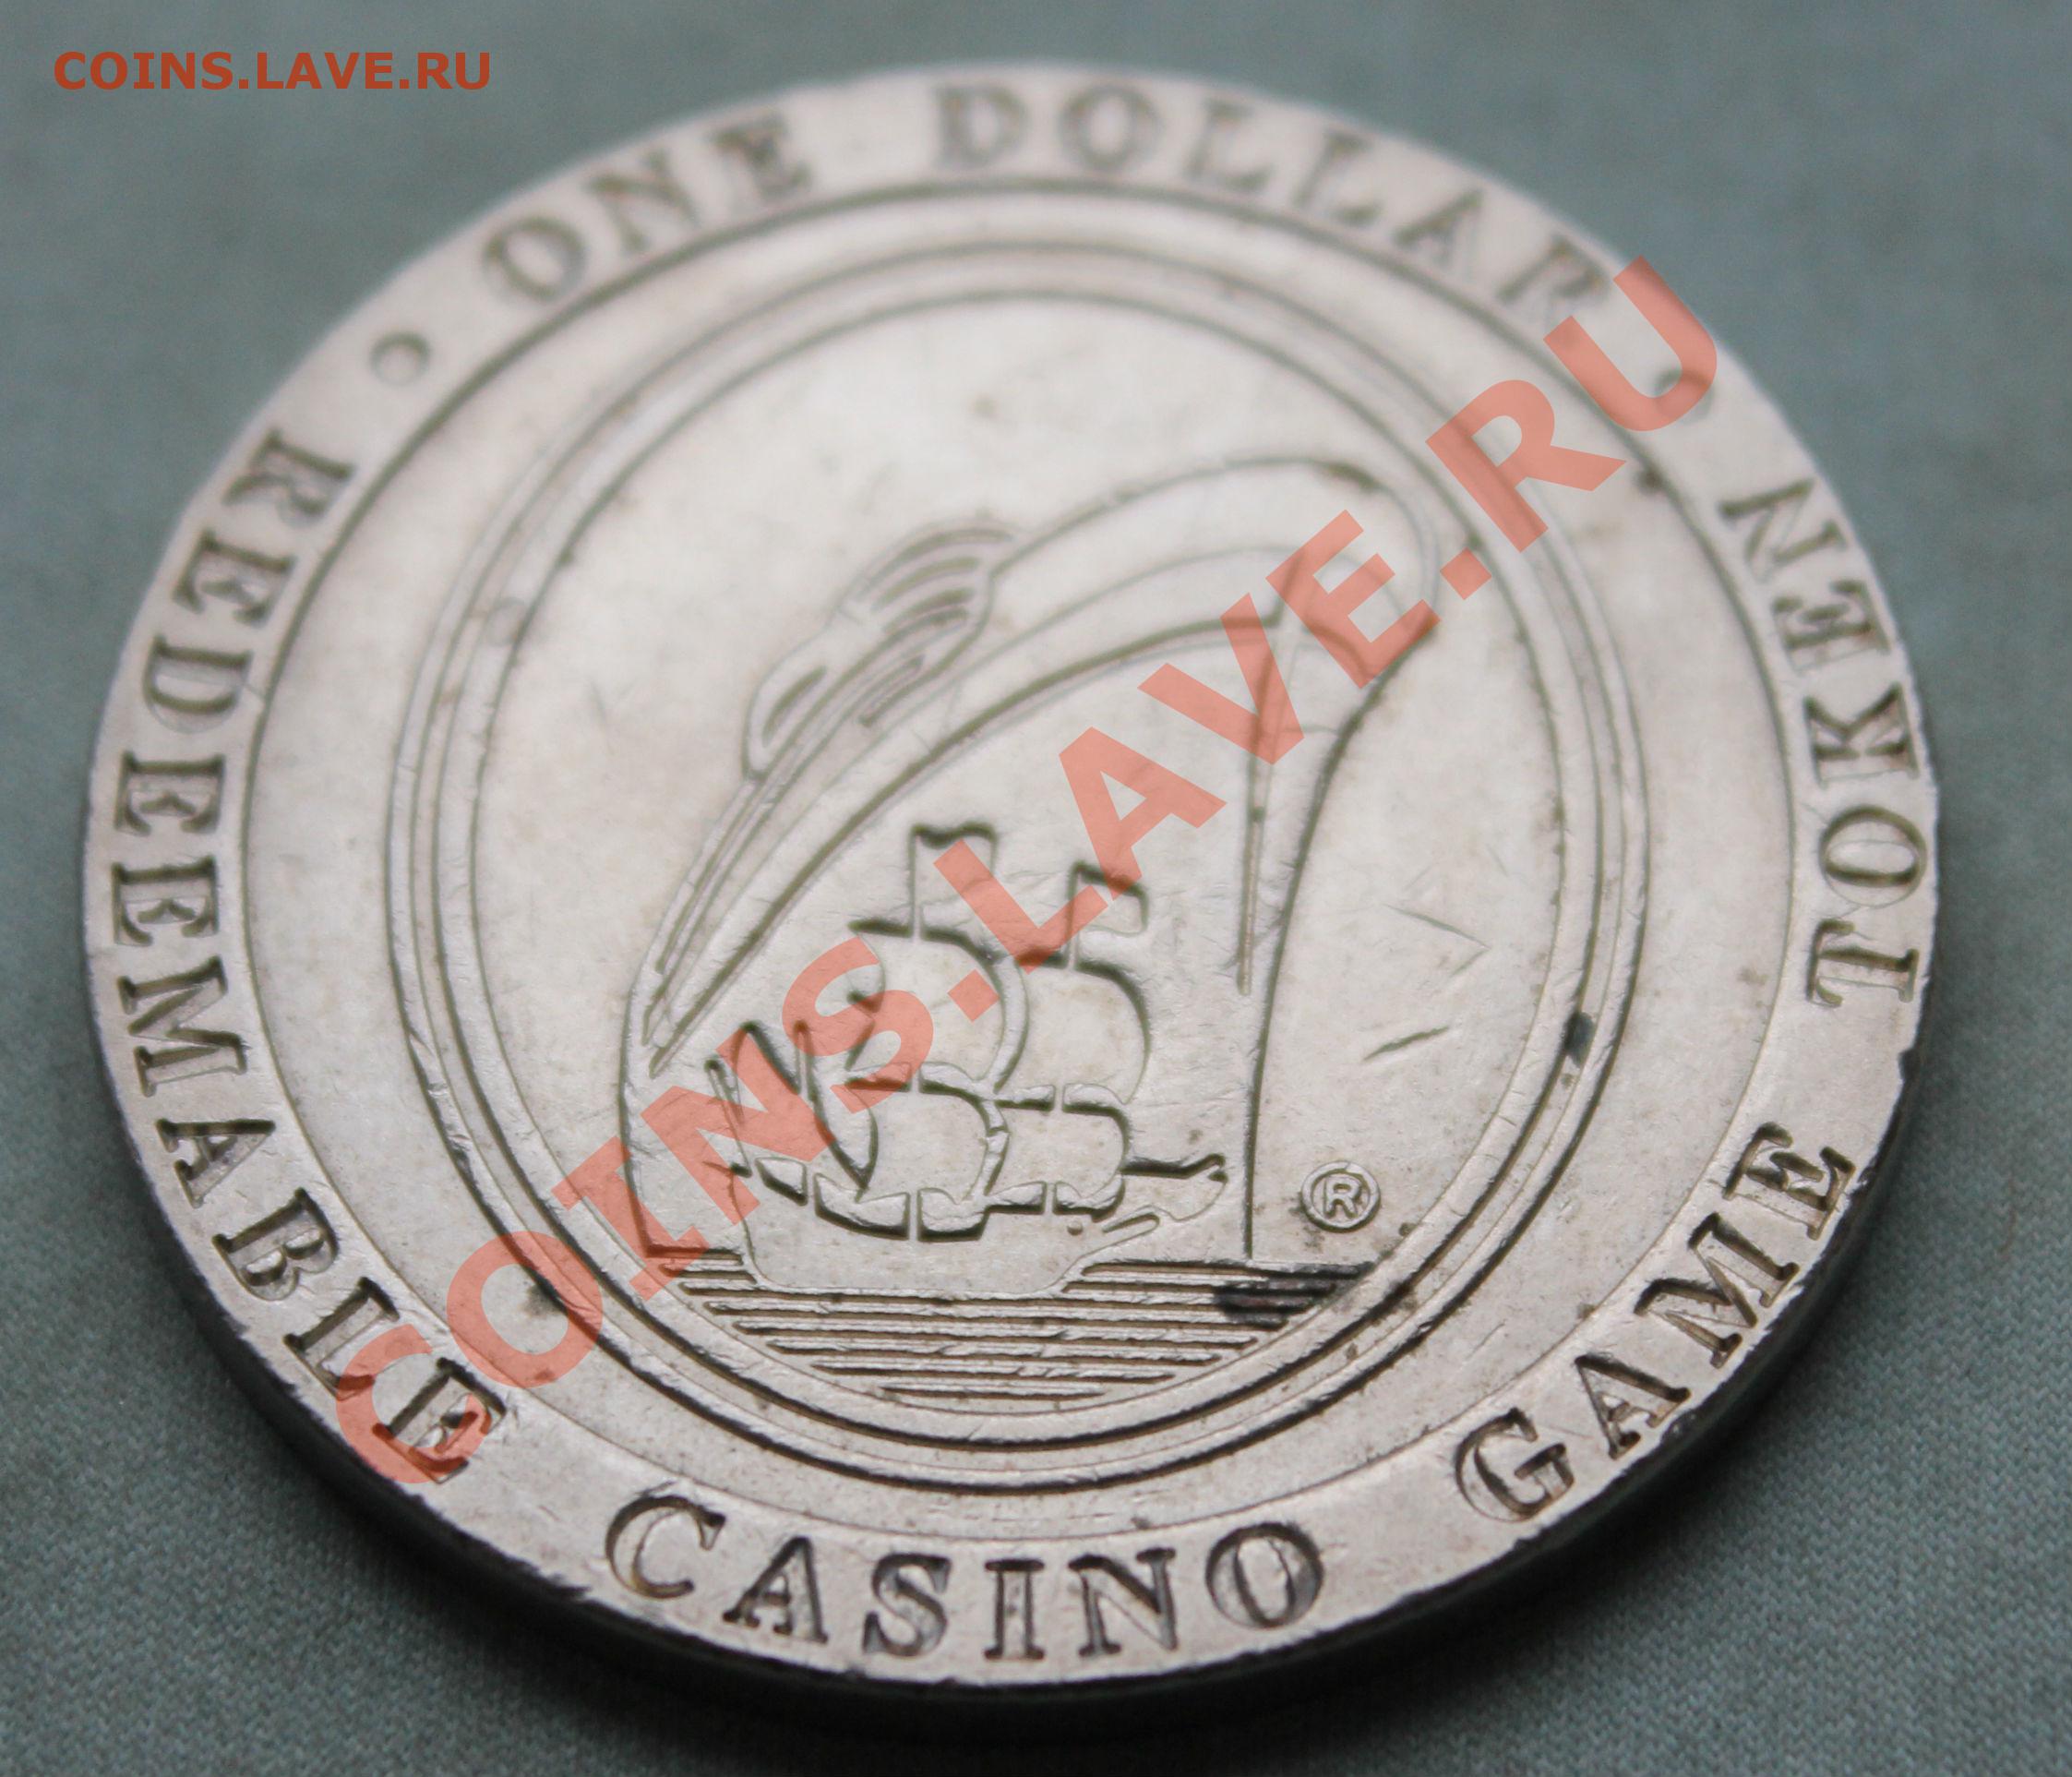 COINS.LAVE.RU
ONE DOLLAR
REDEEMABLE CASINO GAME TOKEN
®
COINS.LAVE.RU